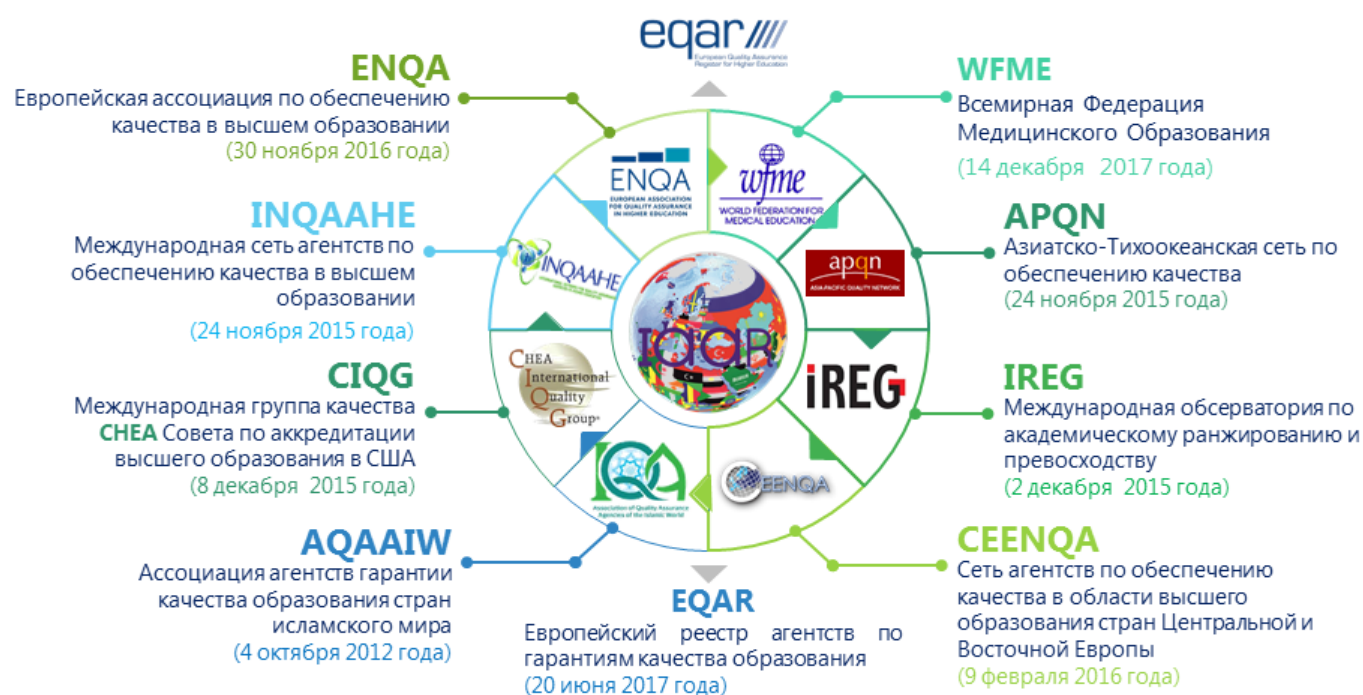 eqar
European Quality Assurance
Register for Higher Education
ENQA
Европейская ассоциация по обеспечению
качества в высшем образовании
(30 ноября 2016 года)
INQAAHE
Международная сеть агентств по
обеспечению качества в высшем
образовании
(24 ноября 2015 года)
CIQG
Международная группа качества
CHEA Совета по аккредитации
высшего образования в США
(8 декабря 2015 года)
AQAAIW
Ассоциация агентств гарантии
качества образования стран
исламского мира
(4 октября 2012 года)
ENQA
EUROPEAN ASSOCIATION
FOR QUALITY ASSURANCE
IN HIGHER EDUCATION
wfme
WORLD FEDERATION FOR
MEDICAL EDUCATION
INQAAHE
apqn
ASIA-PACIFIC QUALITY NETWORK
IAAR
CHEA
International
Quality
Group
IREG
IQA
Association of Quality Assurance
Agencies of the Islamic World
CEENQA
EQAR
Европейский реестр агентств по
гарантиям качества образования
(20 июня 2017 года)
WFME
Всемирная Федерация
Медицинского Образования
(14 декабря 2017 года)
APQN
Азиатско-Тихоокеанская сеть по
обеспечению качества
(24 ноября 2015 года)
IREG
Международная обсерватория по
академическому ранжированию и
превосходству
(2 декабря 2015 года)
CEENQA
Сеть агентств по обеспечению
качества в области высшего
образования стран Центральной и
Восточной Европы
(9 февраля 2016 года)